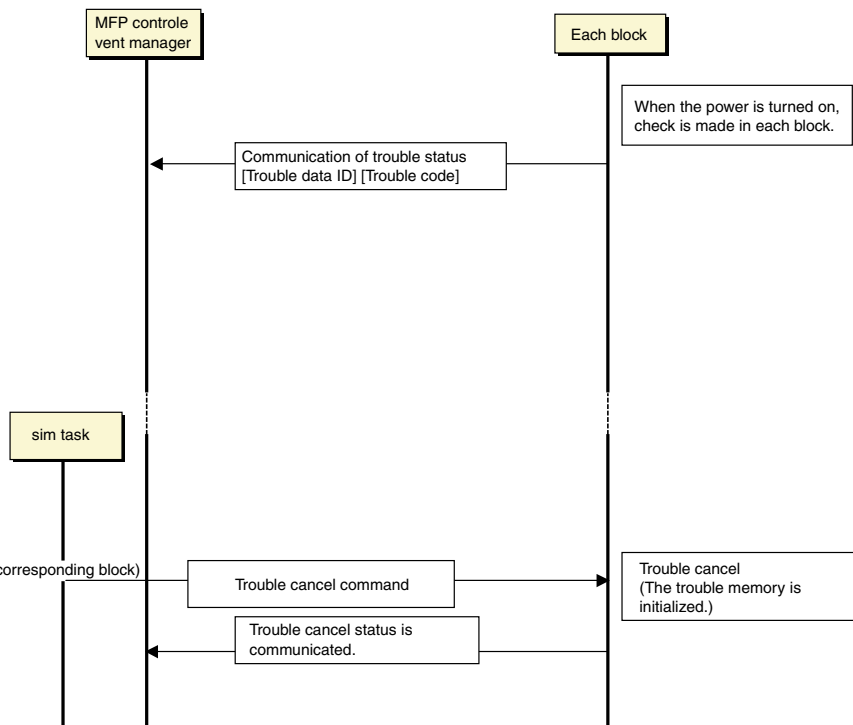 MFP controle
vent manager
Each block
When the power is turned on,
check is made in each block.
Communication of trouble status
[Trouble data ID] [Trouble code]
sim task
corresponding block)
Trouble cancel command
Trouble cancel
(The trouble memory is
initialized.)
Trouble cancel status is
communicated.